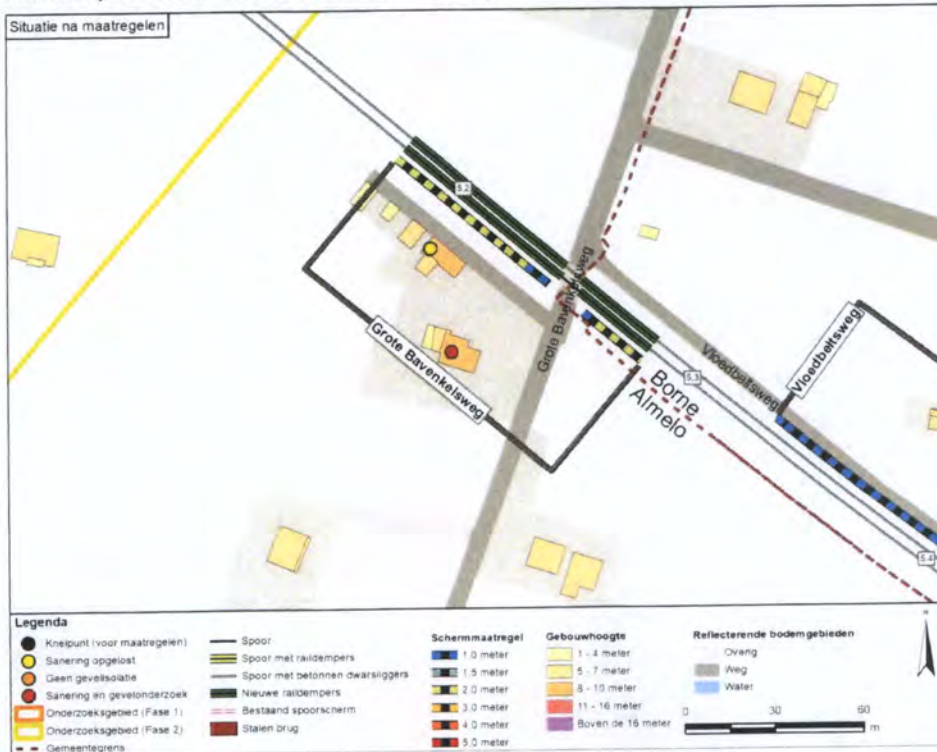 Situatie na maatregelen
5.2
Grote Bavenkelsweg
Grote Bavenkelsweg
Vloedbeltsweg
Vloedbeltsweg
Borne
Almelo
5.3
5.4
Legenda
Knelpunt (voor maatregelen)
Sanering opgelost
Geen gevelisolatie
Sanering en gevelonderzoek
Onderzoeksgebied (Fase 1)
Onderzoeksgebied (Fase 2)
Gemeentegrens
Spoor
Spoor met raildempers
Spoor met betonnen dwarsliggers
Nieuwe raildempers
Bestaand spoorscherm
Stalen brug
Schermmaatregel
1.0 meter
1.5 meter
2.0 meter
3.0 meter
4.0 meter
5.0 meter
Gebouwhoogte
1 - 4 meter
5 - 7 meter
8 - 10 meter
11 - 16 meter
Boven de 16 meter
Reflecterende bodemgebieden
Overig
Weg
Water
0 30 60
m